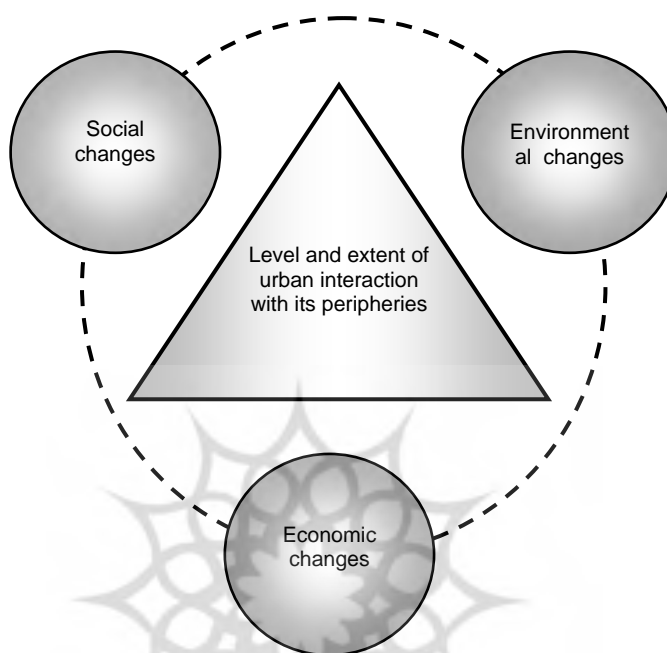 Social
changes
Environment
al changes
Level and extent of
urban interaction
with its peripheries
Economic
changes